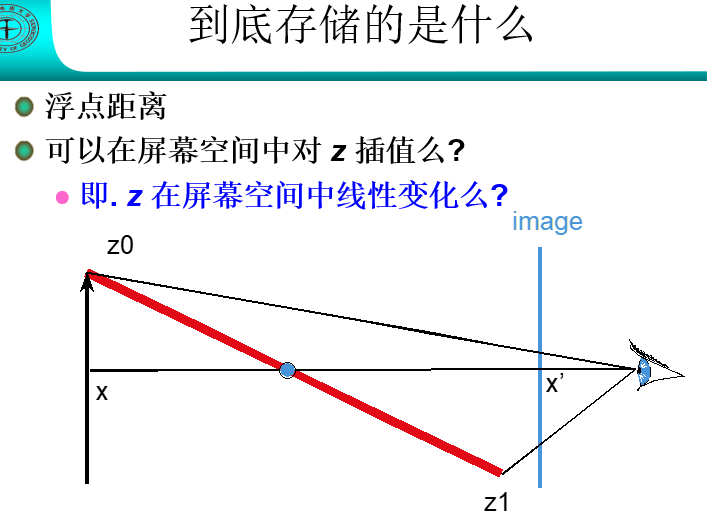 到底存储的是什么
浮点距离
可以在屏幕空间中对 z 插值么?
即. z 在屏幕空间中线性变化么?
image
z0
x
x’
z1